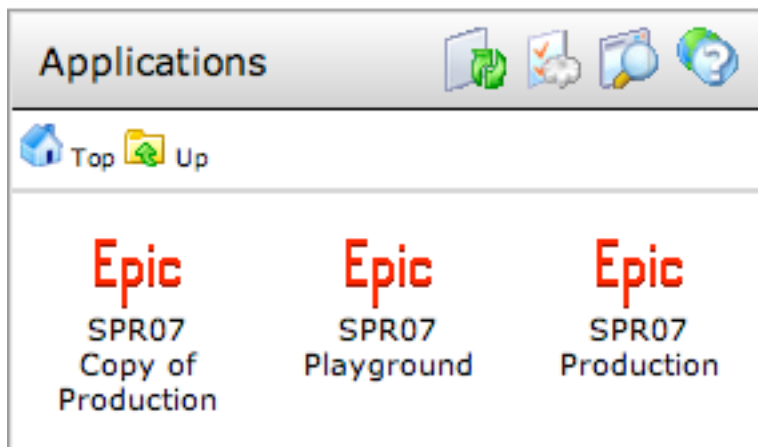 Applications
Top Up
Epic Epic Epic
SPR07 SPR07 SPR07
Copy of Playground Production
Production